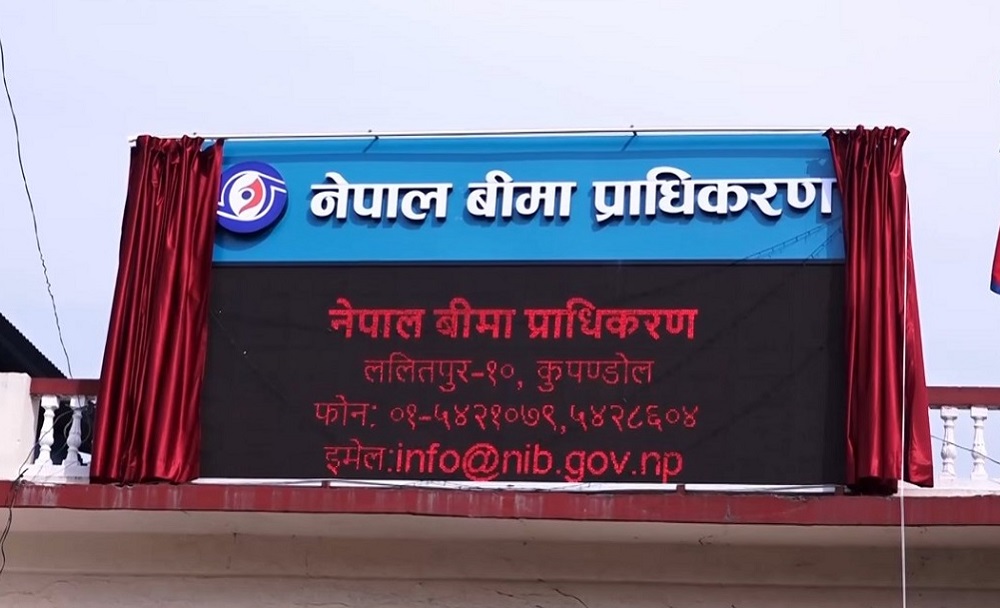 नेपाल बीमा प्राधिकरण
नेपाल बीमा प्राधिकरण
ललितपुर-१०, कुपण्डोल
फोन: ०१-५४२१०७९,५४२८६०४
इमेल:info@nib.gov.np